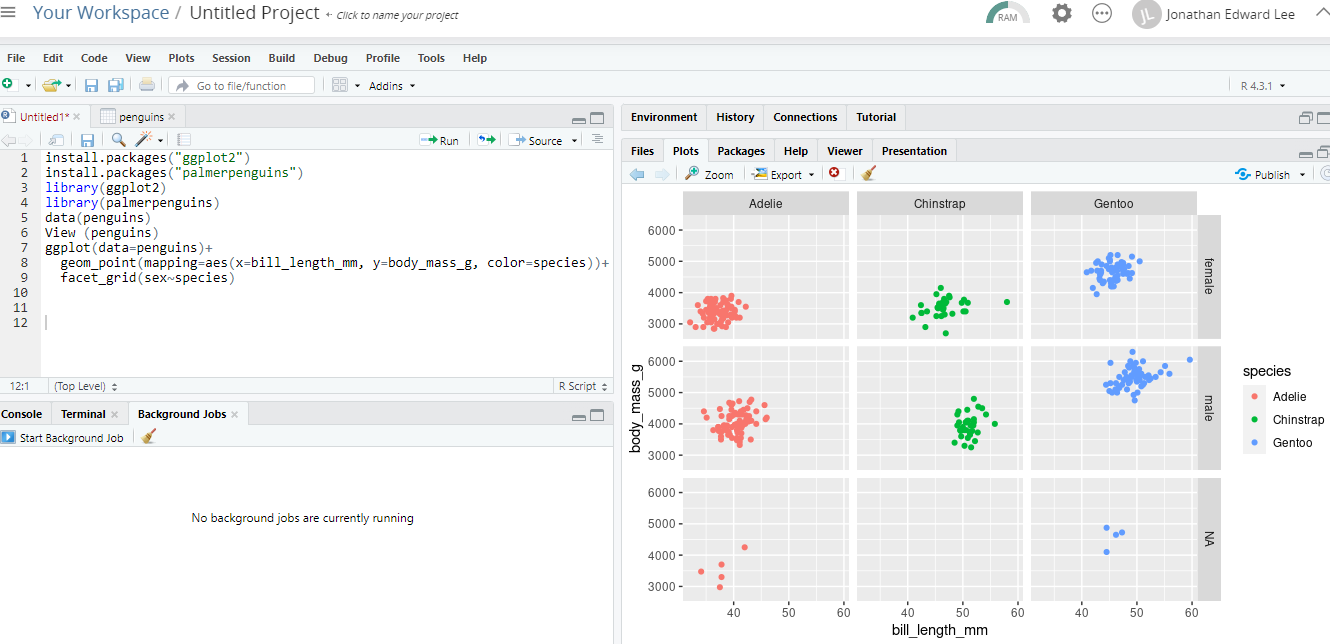 Your Workspace / Untitled Project ← Click to name your project
RAM
JL Jonathan Edward Lee
File Edit Code View Plots Session Build Debug Profile Tools Help
Go to file/function Addins R 4.3.1
Untitled1* penguins
Run Source
1 install.packages("ggplot2")
2 install.packages("palmerpenguins")
3 library(ggplot2)
4 library(palmerpenguins)
5 data(penguins)
6 View (penguins)
7 ggplot(data=penguins)+
8 geom_point(mapping=aes(x=bill_length_mm, y=body_mass_g, color=species))+
9 facet_grid(sex~species)
10
11
12
12:1 (Top Level) R Script
Console Terminal Background Jobs
Start Background Job
No background jobs are currently running
Environment History Connections Tutorial
Files Plots Packages Help Viewer Presentation
Zoom Export Publish
Adelie Chinstrap Gentoo
6000
5000
4000
3000
female
6000
5000
4000
3000
male
6000
5000
4000
3000
NA
40 50 60 40 50 60 40 50 60
bill_length_mm
body_mass_g
species
Adelie
Chinstrap
Gentoo